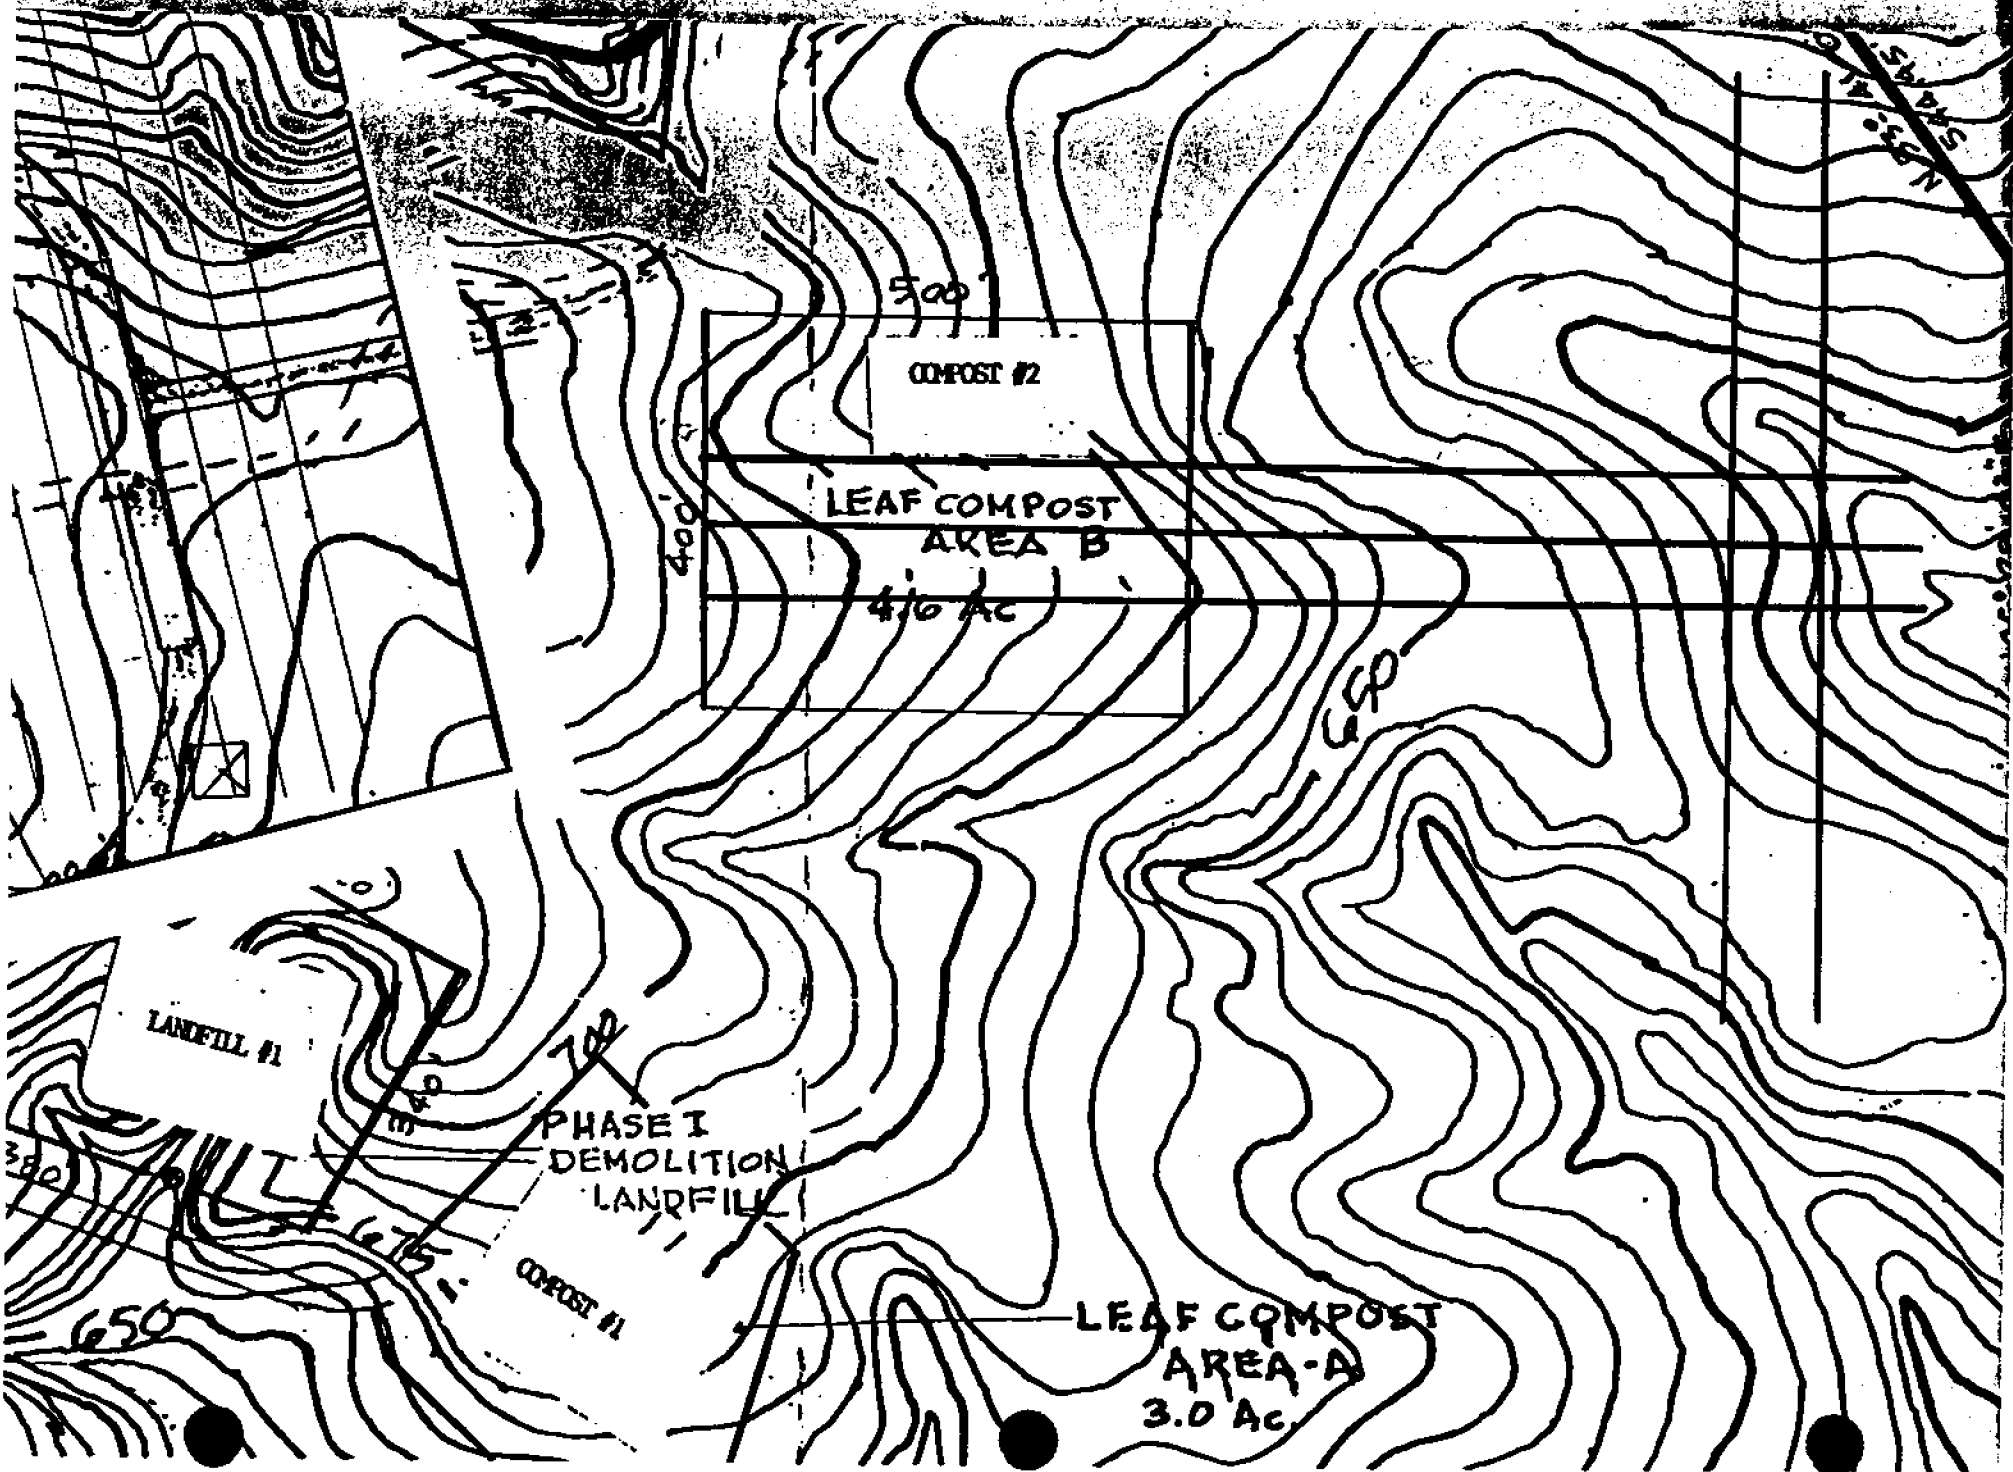 500'
COMPOST #2
LEAF COMPOST
AREA B
4.6 Ac
400'
650
700
LANDFILL #1
340'
PHASE I
DEMOLITION
LANDFILL
380
675
COMPOST #1
650
LEAF COMPOST
AREA-A
3.0 Ac.